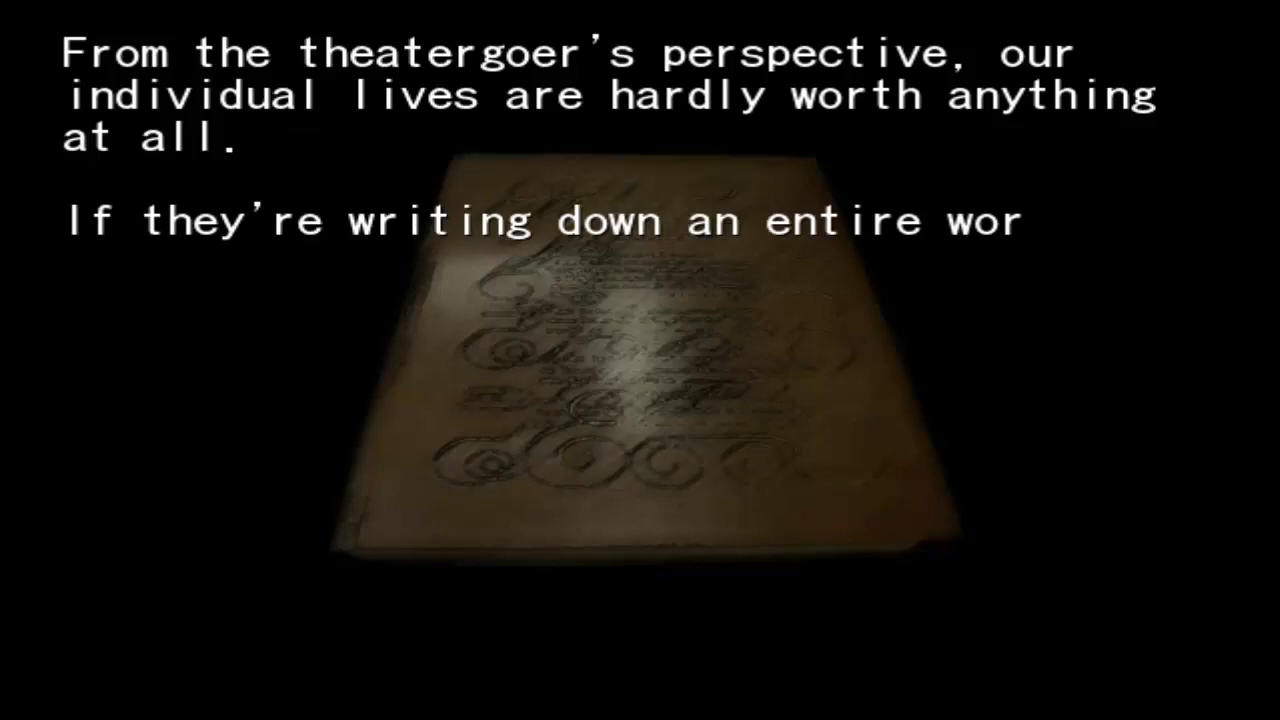 From the theatergoer's perspective, our
individual lives are hardly worth anything
at all.
If they're writing down an entire wor